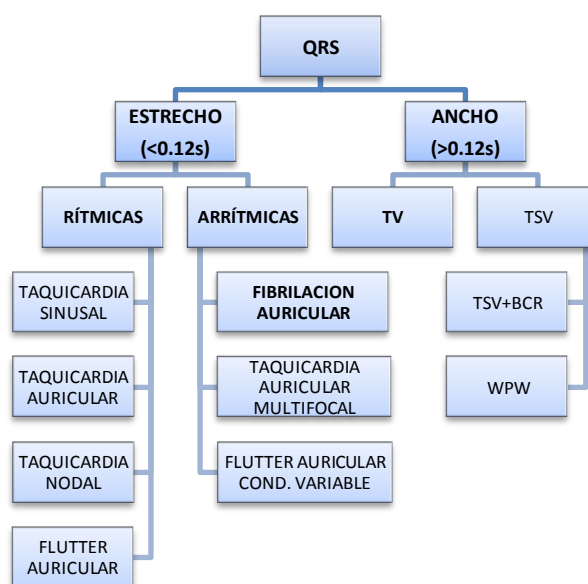 QRS
ESTRECHO
(<0.12s)
ANCHO
(>0.12s)
RÍTMICAS
ARRÍTMICAS
TV
TSV
TAQUICARDIA
SINUSAL
TAQUICARDIA
AURICULAR
TAQUICARDIA
NODAL
FLUTTER
AURICULAR
FIBRILACION
AURICULAR
TAQUICARDIA
AURICULAR
MULTIFOCAL
FLUTTER AURICULAR
COND. VARIABLE
TSV+BCR
WPW